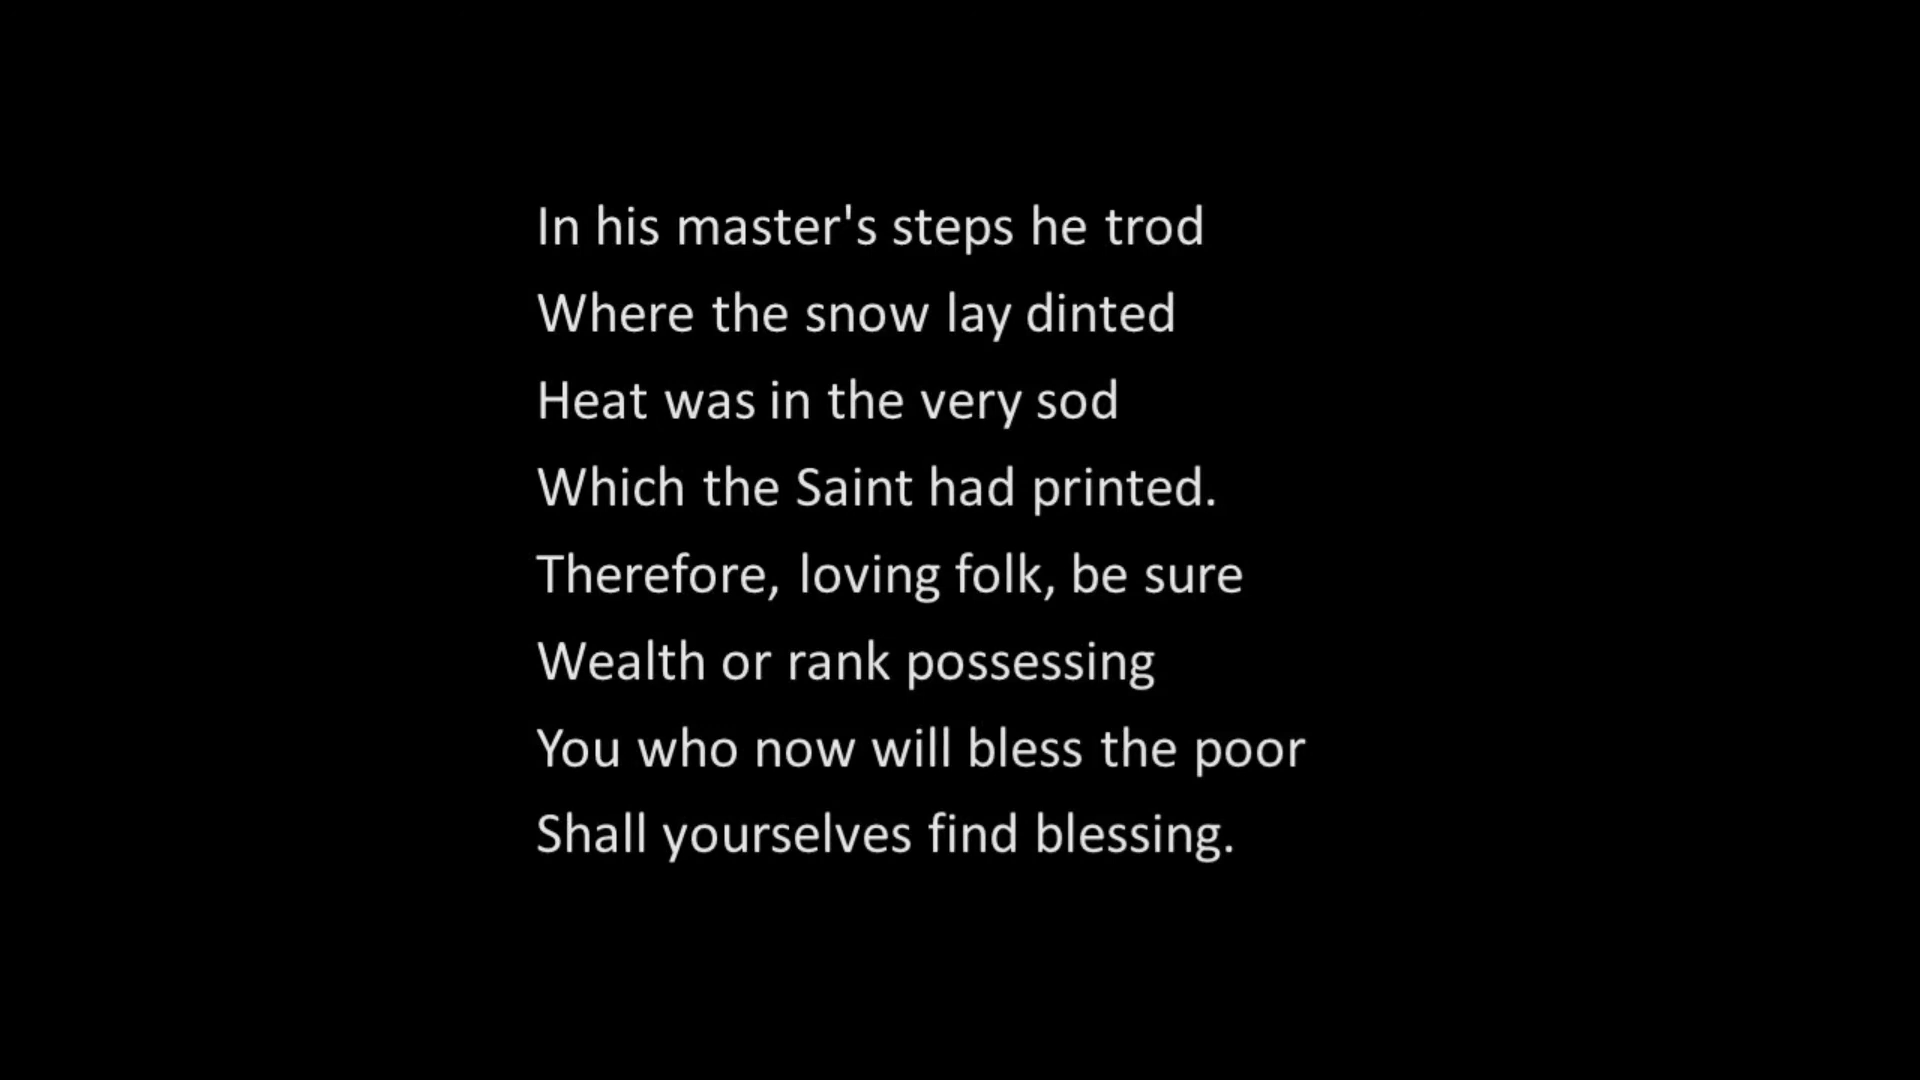 In his master's steps he trod
Where the snow lay dinted
Heat was in the very sod
Which the Saint had printed.
Therefore, loving folk, be sure
Wealth or rank possessing
You who now will bless the poor
Shall yourselves find blessing.